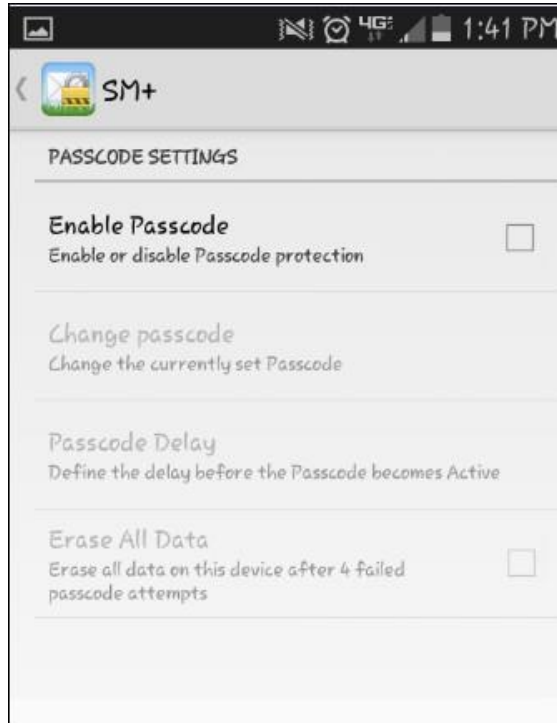 4G 1:41 PM
SM+
PASSCODE SETTINGS
Enable Passcode
Enable or disable Passcode protection
Change passcode
Change the currently set Passcode
Passcode Delay
Define the delay before the Passcode becomes Active
Erase All Data
Erase all data on this device after 4 failed
passcode attempts